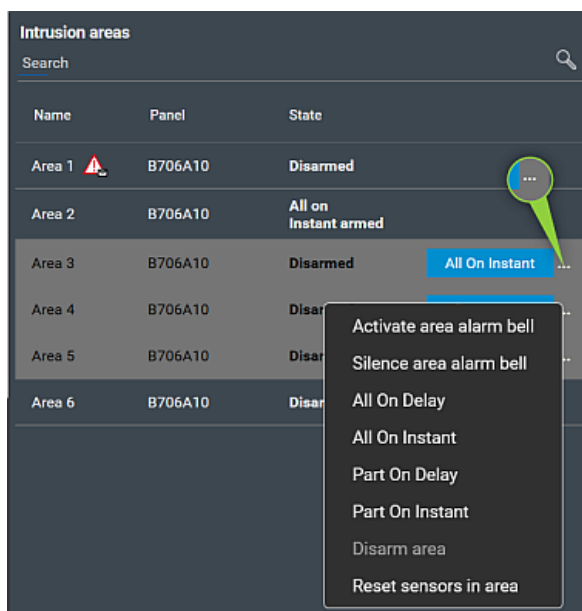 Intrusion areas
Search
Name Panel State
Area 1 B706A10 Disarmed
...
Area 2 B706A10 All on
Instant armed
Area 3 B706A10 Disarmed All On Instant ...
Area 4 B706A10 Disar
Area 5 B706A10 Disar
Area 6 B706A10 Disar
Activate area alarm bell
Silence area alarm bell
All On Delay
All On Instant
Part On Delay
Part On Instant
Disarm area
Reset sensors in area